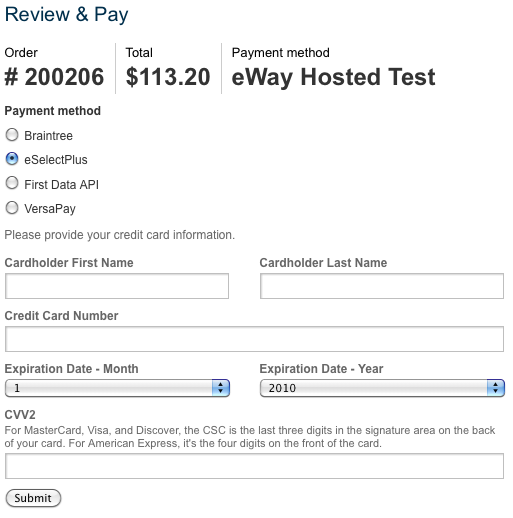 Review & Pay
Order Total Payment method
# 200206 $113.20 eWay Hosted Test
Payment method
Braintree
eSelectPlus
First Data API
VersaPay
Please provide your credit card information.
Cardholder First Name Cardholder Last Name
Credit Card Number
Expiration Date - Month Expiration Date - Year
1 2010
CVV2
For MasterCard, Visa, and Discover, the CSC is the last three digits in the signature area on the back
of your card. For American Express, it's the four digits on the front of the card.
Submit